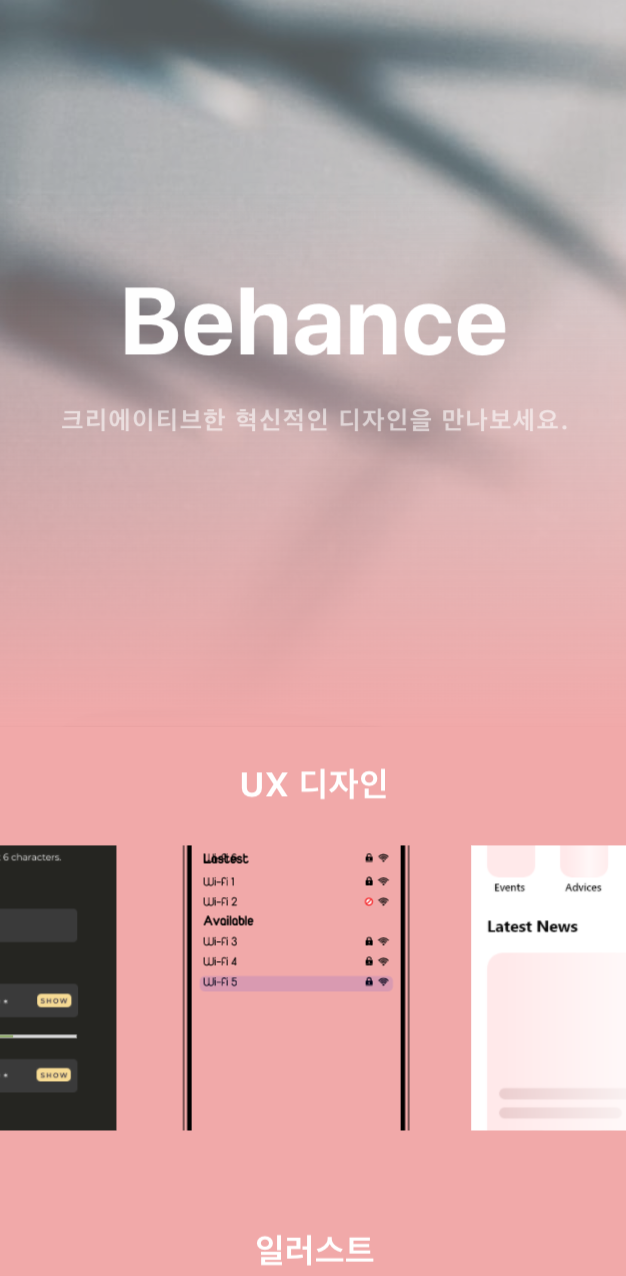 Behance
크리에이티브한 혁신적인 디자인을 만나보세요.
UX 디자인
6 characters.
SHOW
SHOW
Lastest
Wi-Fi 1
Wi-Fi 2
Available
Wi-Fi 3
Wi-Fi 4
Wi-Fi 5
Events Advices
Latest News
일러스트